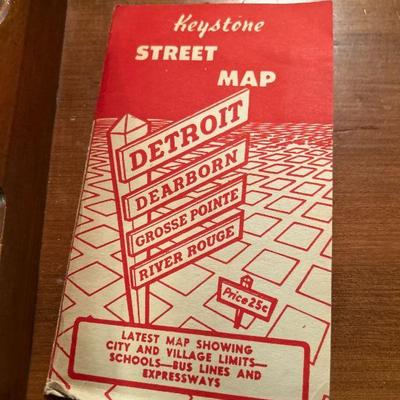 Keystone
STREET
MAP
DETROIT
DEARBORN
GROSSE POINTE
RIVER ROUGE
Price 25¢
LATEST MAP SHOWING
CITY AND VILLAGE LIMITS—
SCHOOLS—BUS LINES AND
EXPRESSWAYS